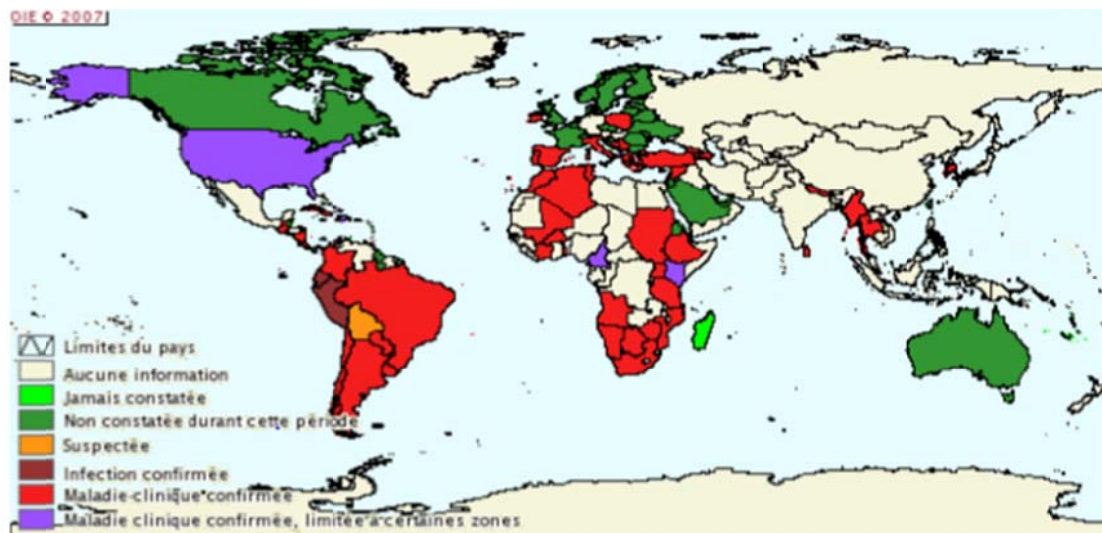 OIE © 2007
Limites du pays
Aucune information
Jamais constatée
Non constatée durant cette période
Suspectée
Infection confirmée
Maladie clinique confirmée
Maladie clinique confirmée, limitée à certaines zones